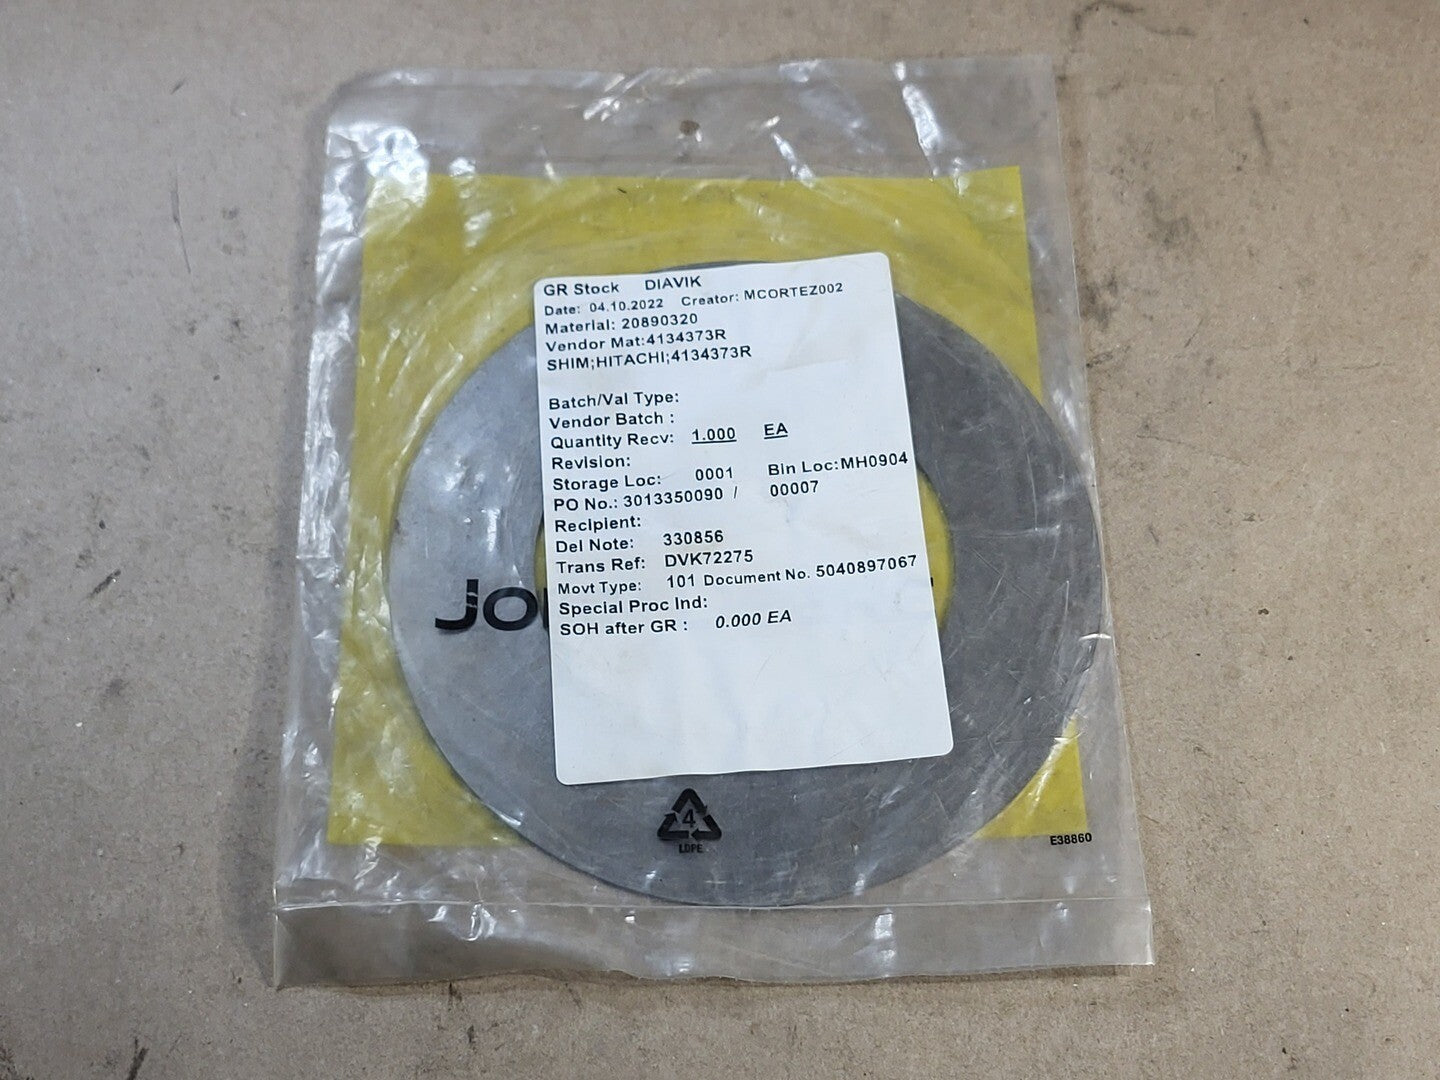 GR Stock DIAVIK
Date: 04.10.2022 Creator: MCORTEZ002
Material: 20890320
Vendor Mat:4134373R
SHIM;HITACHI;4134373R
Batch/Val Type:
Vendor Batch :
Quantity Recv: 1.000 EA
Revision:
Storage Loc: 0001 Bin Loc:MH0904
PO No.: 3013350090 / 00007
Recipient:
Del Note: 330856
Trans Ref: DVK72275
Movt Type: 101 Document No. 5040897067
Special Proc Ind:
SOH after GR : 0.000 EA
4
LDPE
E38860